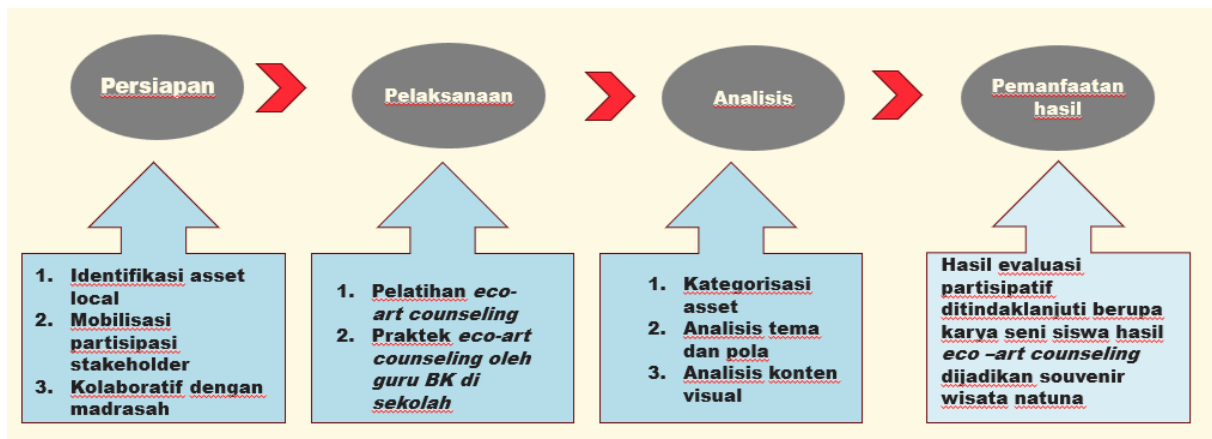 Persiapan
Pelaksanaan
Analisis
Pemanfaatan
hasil
1. Identifikasi asset
local
2. Mobilisasi
partisipasi
stakeholder
3. Kolaboratif dengan
madrasah
1. Pelatihan eco-
art counseling
2. Praktek eco-art
counseling oleh
guru BK di
sekolah
1. Kategorisasi
asset
2. Analisis tema
dan pola
3. Analisis konten
visual
Hasil evaluasi
partisipatif
ditindaklanjuti berupa
karya seni siswa hasil
eco –art counseling
dijadikan souvenir
wisata natuna